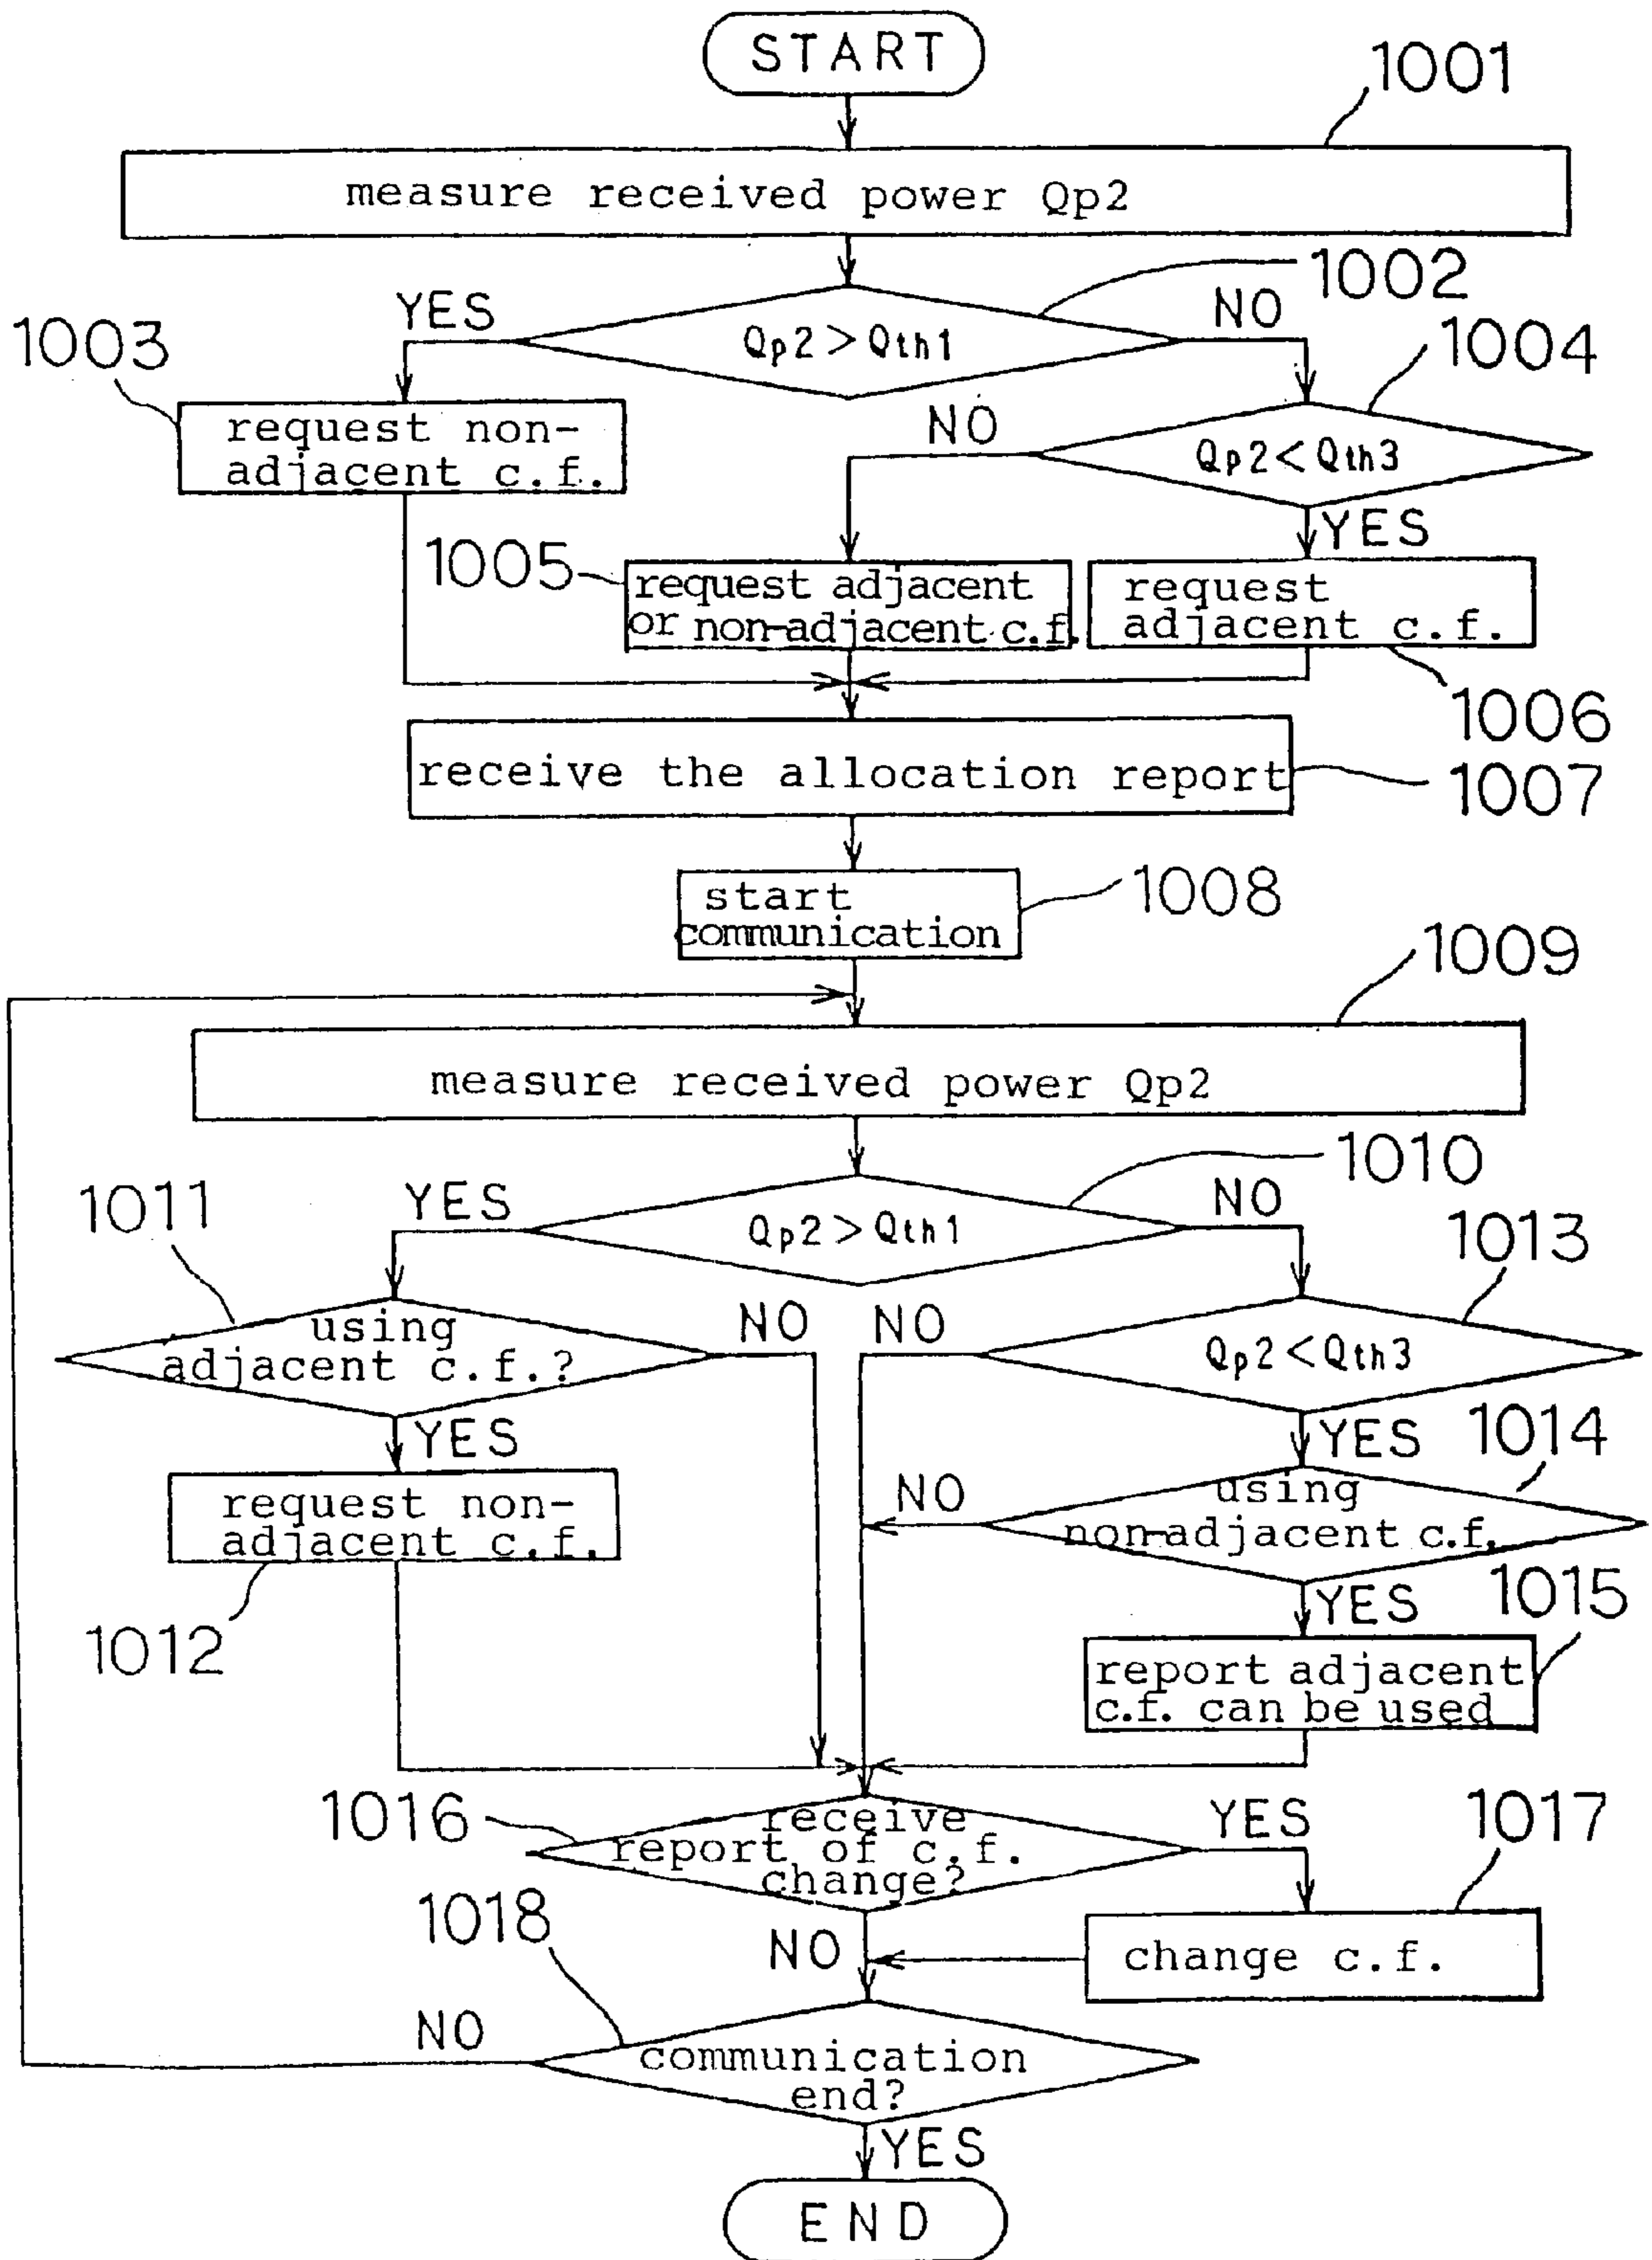 START
1001
measure received power Qp2
1002
YES
NO
Qp2 > Qth1
1003
1004
request non-
adjacent c.f.
NO
Qp2 < Qth3
YES
1005
request adjacent
or non-adjacent c.f.
request
adjacent c.f.
1006
receive the allocation report
1007
start
communication
1008
1009
measure received power Qp2
1010
YES
NO
Qp2 > Qth1
1011
1013
using
adjacent c.f.?
NO
NO
Qp2 < Qth3
YES
YES
1014
request non-
adjacent c.f.
1012
NO
using
non-adjacent c.f.
YES
1015
report adjacent
c.f. can be used
1016
receive
report of c.f.
change?
YES
1017
1018
NO
change c.f.
NO
communication
end?
YES
END